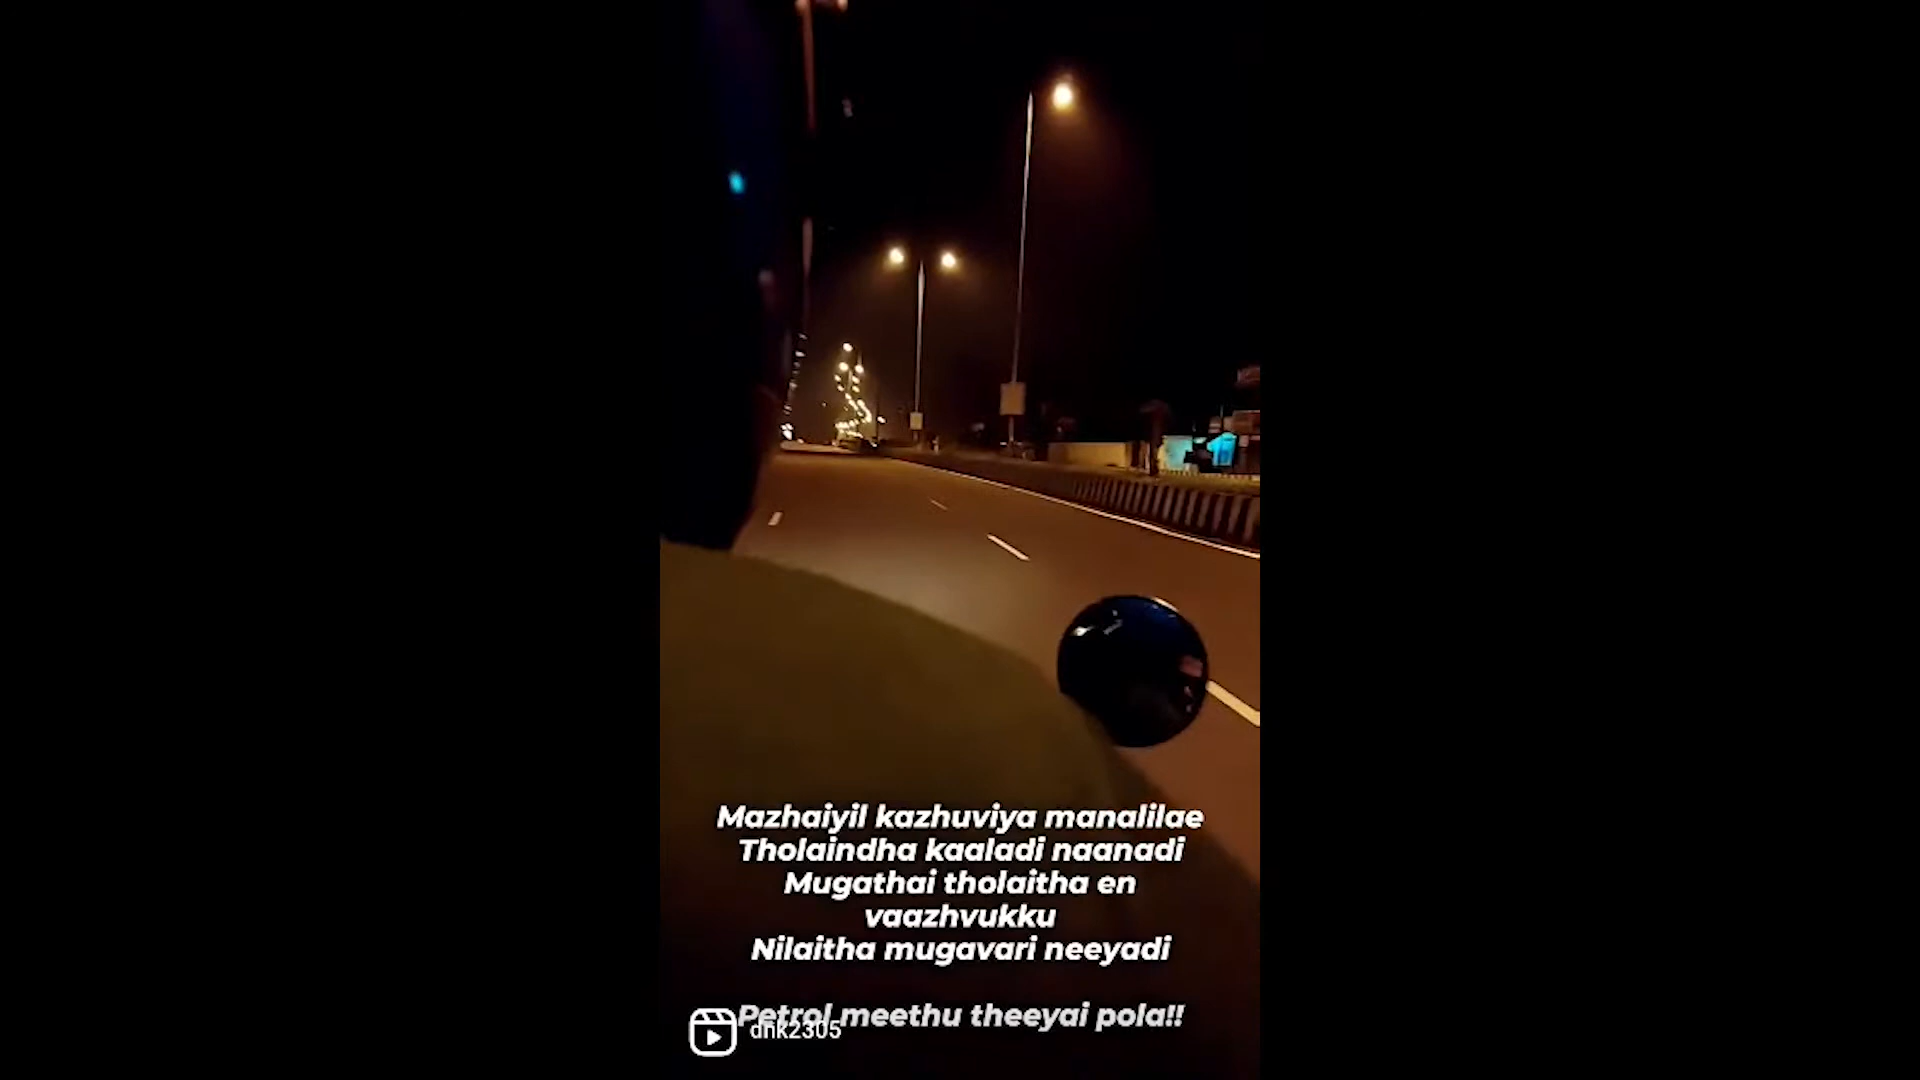 Mazhaiyil kazhuviya manalilae
Tholaindha kaaladi naanadi
Mugathai tholaitha en
vaazhvukku
Nilaitha mugavari neeyadi
Petrol meethu theeyai pola!!
dnk2305